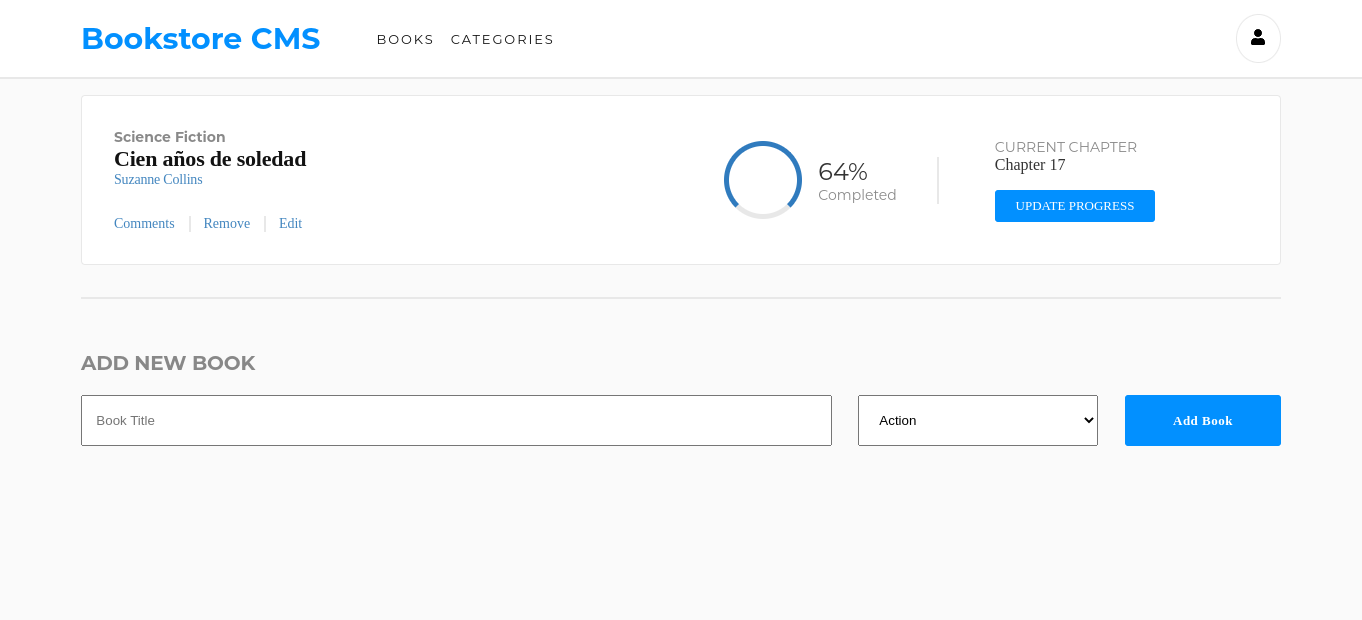 Bookstore CMS BOOKS CATEGORIES
Science Fiction
Cien años de soledad
Suzanne Collins
Comments Remove Edit
64%
Completed
CURRENT CHAPTER
Chapter 17
UPDATE PROGRESS
ADD NEW BOOK
Book Title Action Add Book